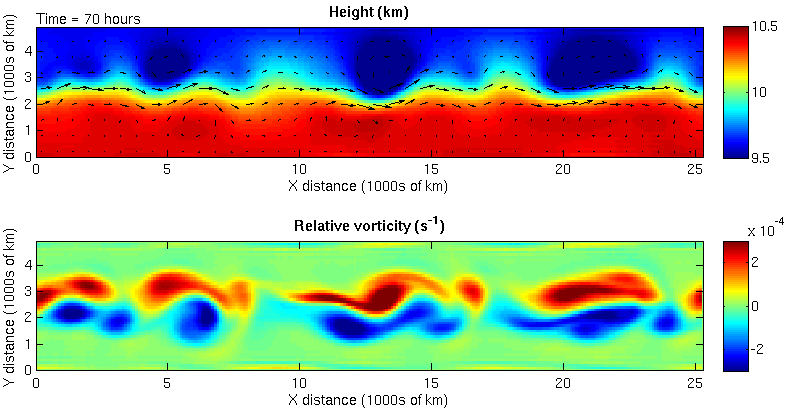 Height (km)
Time = 70 hours
Y distance (1000s of km)
4
3
2
1
0
0 5 10 15 20 25
X distance (1000s of km)
10.5
10
9.5
Relative vorticity (s⁻¹)
Y distance (1000s of km)
4
3
2
1
0
0 5 10 15 20 25
X distance (1000s of km)
x 10⁻⁴
2
0
-2